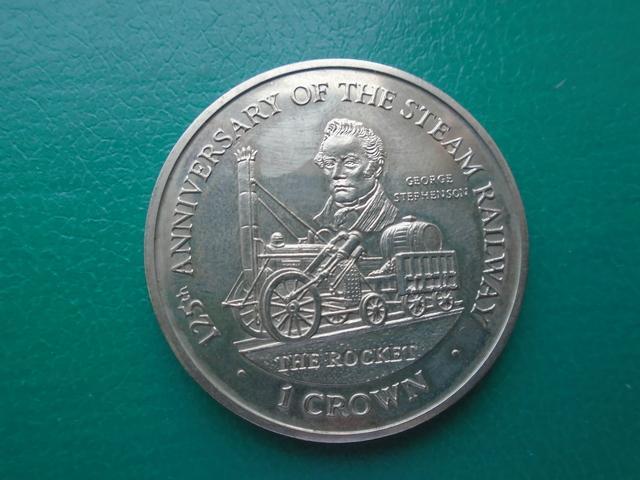 125th ANNIVERSARY OF THE STEAM RAILWAY
GEORGE
STEPHENSON
THE ROCKET
· 1 CROWN ·